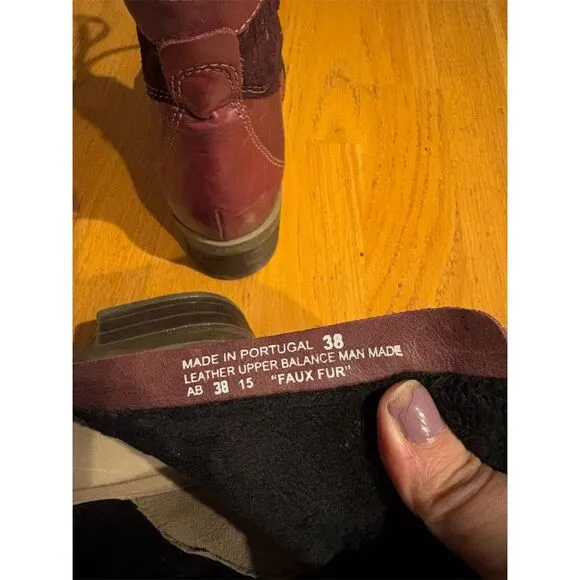 MADE IN PORTUGAL 38
LEATHER UPPER BALANCE MAN MADE
AB 38 15 "FAUX FUR"